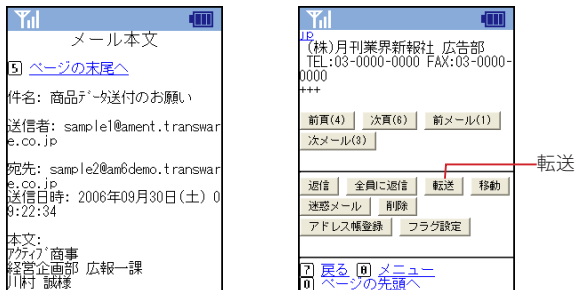 メール本文
5 ページの末尾へ
件名: 商品ﾃﾞｰﾀ送付のお願い
送信者: sample1@ament.transwar
e.co.jp
宛先: sample2@am6demo.transwar
e.co.jp
送信日時: 2006年09月30日(土) 0
9:22:34
本文:
ｱｸﾃｨﾌﾞ商事
経営企画部 広報一課
川村 誠様
jp
(株)月刊業界新報社 広告部
TEL:03-0000-0000 FAX:03-0000-
0000
+++
前頁(4) 次頁(6) 前メール(1)
次メール(3)
返信 全員に返信 転送 移動
迷惑メール 削除
アドレス帳登録 フラグ設定
7 戻る 8 メニュー
0 ページの先頭へ
転送